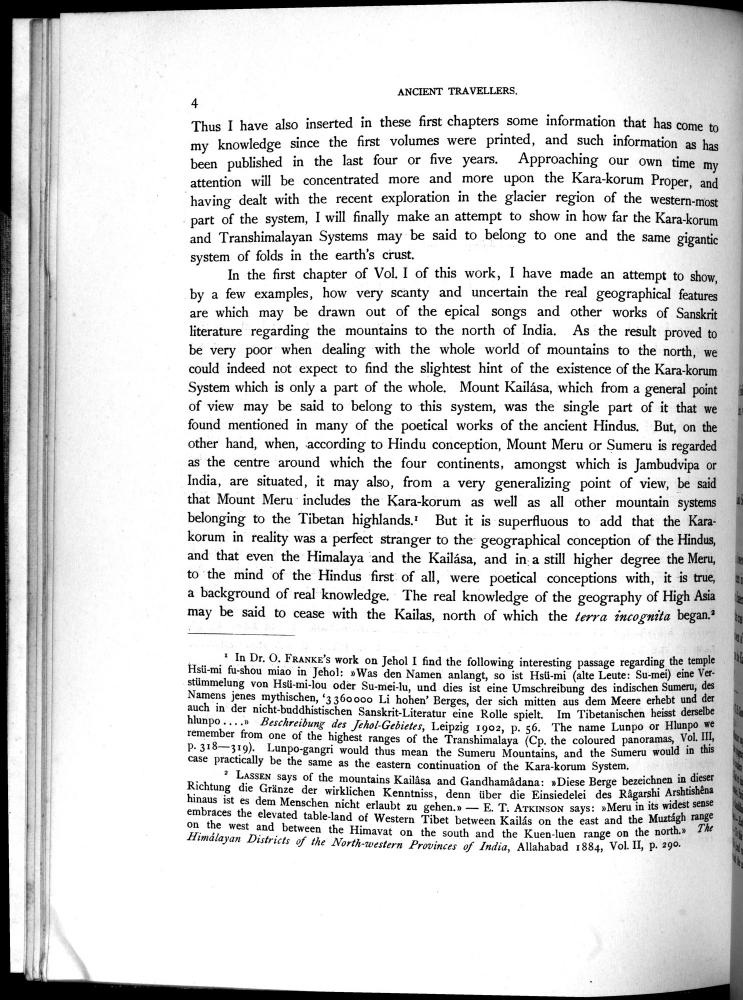 ANCIENT TRAVELLERS.
4
Thus I have also inserted in these first chapters some information that has come to
my knowledge since the first volumes were printed, and such information as has
been published in the last four or five years. Approaching our own time my
attention will be concentrated more and more upon the Kara-korum Proper, and
having dealt with the recent exploration in the glacier region of the western-most
part of the system, I will finally make an attempt to show in how far the Kara-korum
and Transhimalayan Systems may be said to belong to one and the same gigantic
system of folds in the earth's crust.
In the first chapter of Vol. I of this work, I have made an attempt to show,
by a few examples, how very scanty and uncertain the real geographical features
are which may be drawn out of the epical songs and other works of Sanskrit
literature regarding the mountains to the north of India. As the result proved to
be very poor when dealing with the whole world of mountains to the north, we
could indeed not expect to find the slightest hint of the existence of the Kara-korum
System which is only a part of the whole. Mount Kailása, which from a general point
of view may be said to belong to this system, was the single part of it that we
found mentioned in many of the poetical works of the ancient Hindus. But, on the
other hand, when, according to Hindu conception, Mount Meru or Sumeru is regarded
as the centre around which the four continents, amongst which is Jambudvipa or
India, are situated, it may also, from a very generalizing point of view, be said
that Mount Meru includes the Kara-korum as well as all other mountain systems
belonging to the Tibetan highlands.¹ But it is superfluous to add that the Kara-
korum in reality was a perfect stranger to the geographical conception of the Hindus,
and that even the Himalaya and the Kailása, and in a still higher degree the Meru,
to the mind of the Hindus first of all, were poetical conceptions with, it is true,
a background of real knowledge. The real knowledge of the geography of High Asia
may be said to cease with the Kailas, north of which the terra incognita began.²
¹ In Dr. O. FRANKE'S work on Jehol I find the following interesting passage regarding the temple
Hsü-mi fu-shou miao in Jehol: »Was den Namen anlangt, so ist Hsü-mi (alte Leute: Su-mei) eine Ver-
stümmelung von Hsü-mi-lou oder Su-mei-lu, und dies ist eine Umschreibung des indischen Sumeru, des
Namens jenes mythischen, '3 360 000 Li hohen' Berges, der sich mitten aus dem Meere erhebt und der
auch in der nicht-buddhistischen Sanskrit-Literatur eine Rolle spielt. Im Tibetanischen heisst derselbe
hlunpo . . . .» Beschreibung des Jehol-Gebietes, Leipzig 1902, p. 56. The name Lunpo or Hlunpo we
remember from one of the highest ranges of the Transhimalaya (Cp. the coloured panoramas, Vol. III,
p. 318—319). Lunpo-gangri would thus mean the Sumeru Mountains, and the Sumeru would in this
case practically be the same as the eastern continuation of the Kara-korum System.
² LASSEN says of the mountains Kailâsa and Gandhamâdana: »Diese Berge bezeichnen in dieser
Richtung die Gränze der wirklichen Kenntniss, denn über die Einsiedelei des Râgarshi Arshtishêna
hinaus ist es dem Menschen nicht erlaubt zu gehen.» — E. T. ATKINSON says: »Meru in its widest sense
embraces the elevated table-land of Western Tibet between Kailás on the east and the Muztágh range
on the west and between the Himavat on the south and the Kuen-luen range on the north.» The
Himálayan Districts of the North-western Provinces of India, Allahabad 1884, Vol. II, p. 290.